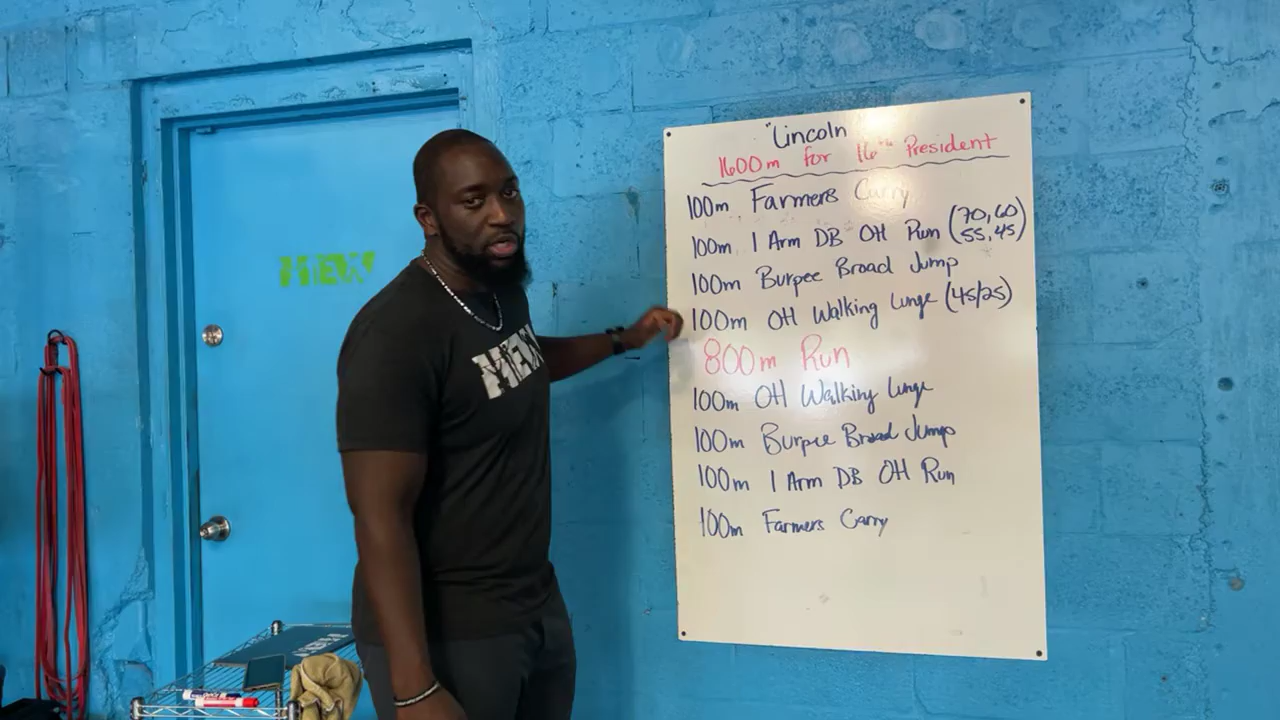 MEW
MEW
"Lincoln
1600m for 16th President
100m Farmers Carry
100m 1 Arm DB OH Run (70,60)
55,45
100m Burpee Broad Jump
100m OH Walking Lunge (45/25)
800m Run
100m OH Walking Lunge
100m Burpee Broad Jump
100m 1 Arm DB OH Run
100m Farmers Carry